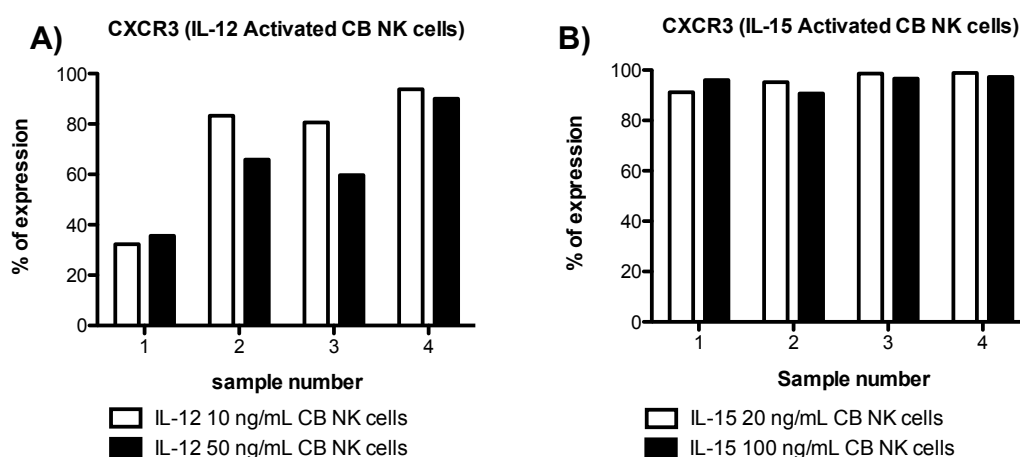 A)
CXCR3 (IL-12 Activated CB NK cells)
% of expression
100
80
60
40
20
0
1 2 3 4
sample number
IL-12 10 ng/mL CB NK cells
IL-12 50 ng/mL CB NK cells
B)
CXCR3 (IL-15 Activated CB NK cells)
% of expression
100
80
60
40
20
0
1 2 3 4
Sample number
IL-15 20 ng/mL CB NK cells
IL-15 100 ng/mL CB NK cells